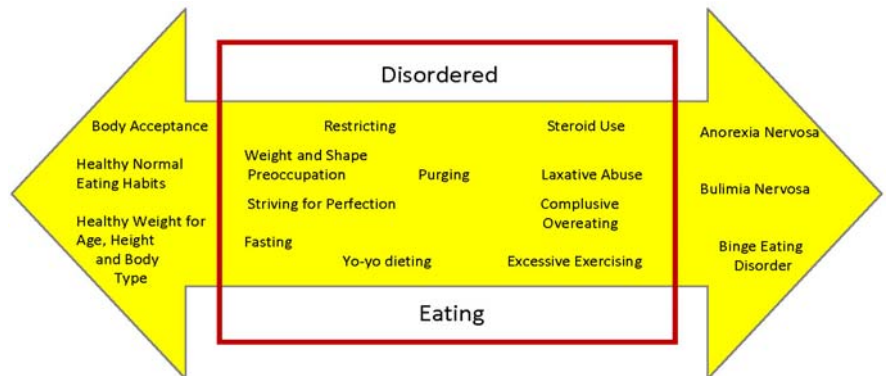 Disordered
Body Acceptance
Healthy Normal
Eating Habits
Healthy Weight for
Age, Height
and Body
Type
Restricting
Steroid Use
Weight and Shape
Preoccupation
Purging
Laxative Abuse
Striving for Perfection
Complusive
Overeating
Fasting
Yo-yo dieting
Excessive Exercising
Anorexia Nervosa
Bulimia Nervosa
Binge Eating
Disorder
Eating